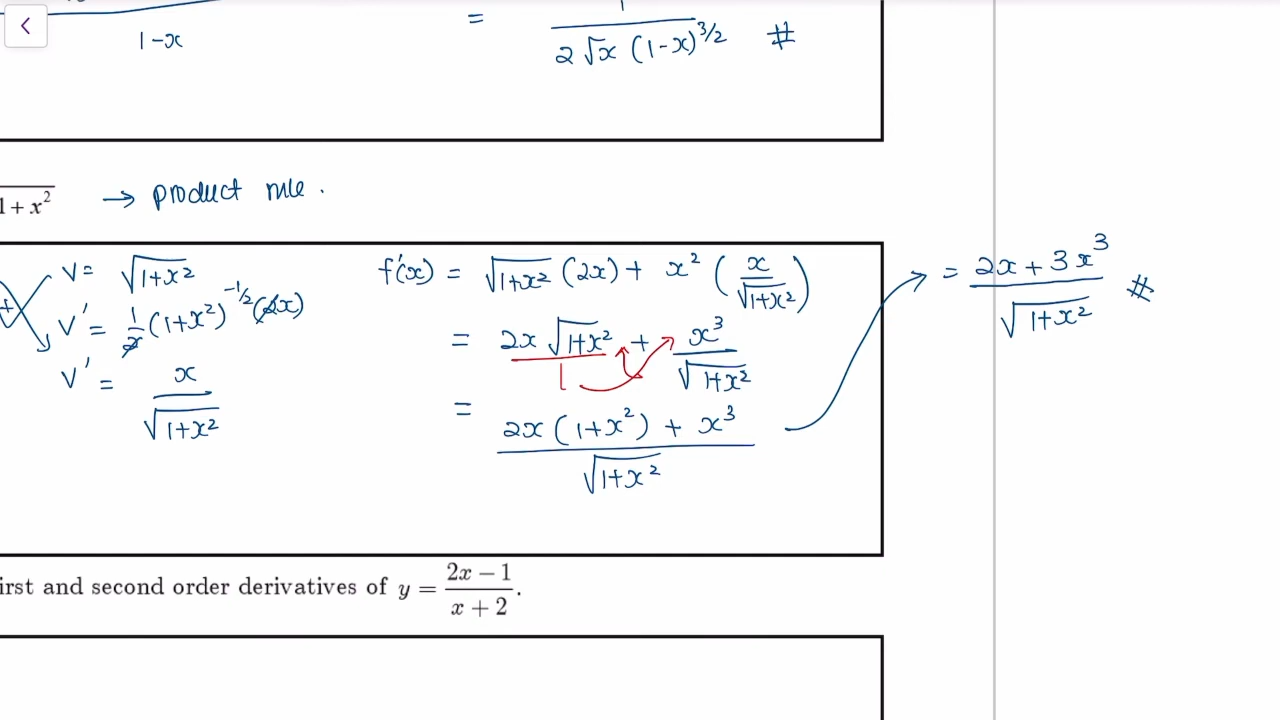 =
1 - x
2 √x (1-x)^3/2 #
1 + x²
→ product rule.
v = √(1+x²)
v' = 1/2 (1+x²)^-1/2 (2x)
v' = x / √(1+x²)
f'(x) = √(1+x²) (2x) + x² ( x / √(1+x²) )
= 2x √(1+x²) / 1 + x³ / √(1+x²)
= 2x (1+x²) + x³ / √(1+x²)
= 2x + 3x³ / √(1+x²) #
irst and second order derivatives of y = 2x − 1 / x + 2 .